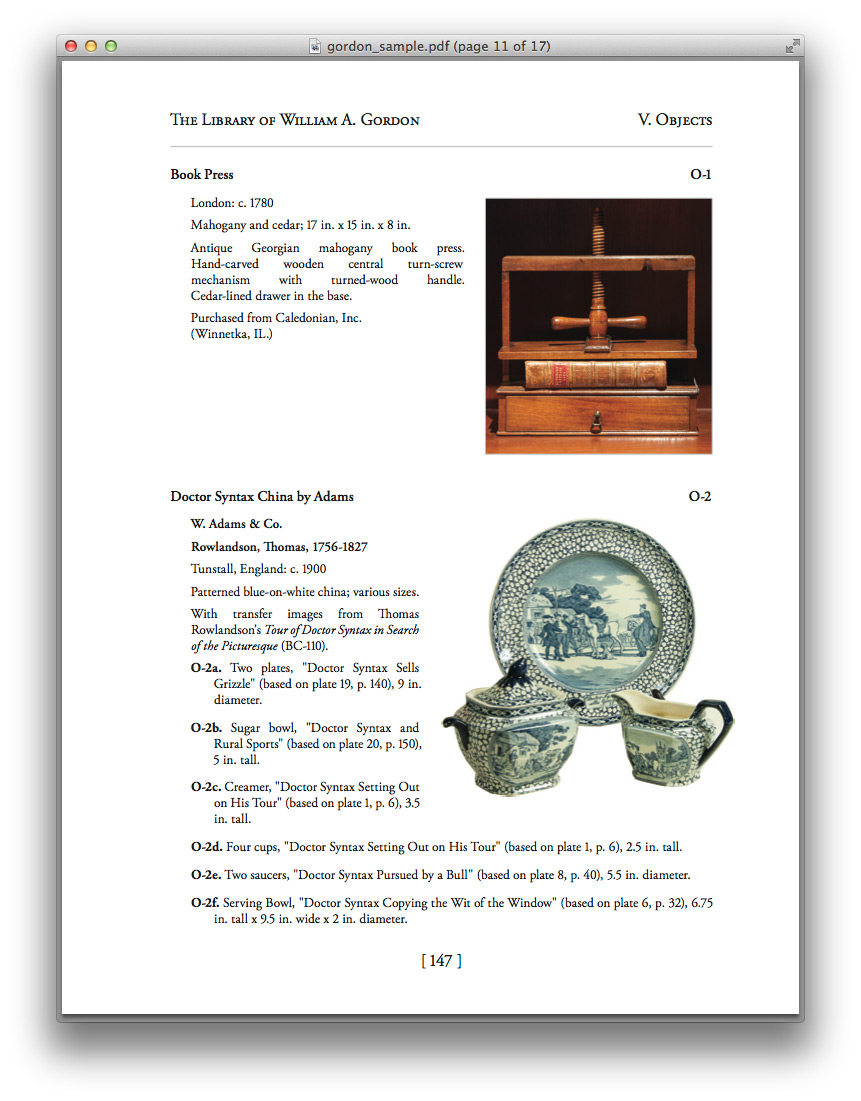 gordon_sample.pdf (page 11 of 17)
The Library of William A. Gordon
V. Objects
Book Press
O-1
London: c. 1780
Mahogany and cedar; 17 in. x 15 in. x 8 in.
Antique Georgian mahogany book press.
Hand-carved wooden central turn-screw
mechanism with turned-wood handle.
Cedar-lined drawer in the base.
Purchased from Caledonian, Inc.
(Winnetka, IL.)
Doctor Syntax China by Adams
O-2
W. Adams & Co.
Rowlandson, Thomas, 1756-1827
Tunstall, England: c. 1900
Patterned blue-on-white china; various sizes.
With transfer images from Thomas
Rowlandson's Tour of Doctor Syntax in Search
of the Picturesque (BC-110).
O-2a. Two plates, "Doctor Syntax Sells
Grizzle" (based on plate 19, p. 140), 9 in.
diameter.
O-2b. Sugar bowl, "Doctor Syntax and
Rural Sports" (based on plate 20, p. 150),
5 in. tall.
O-2c. Creamer, "Doctor Syntax Setting Out
on His Tour" (based on plate 1, p. 6), 3.5
in. tall.
O-2d. Four cups, "Doctor Syntax Setting Out on His Tour" (based on plate 1, p. 6), 2.5 in. tall.
O-2e. Two saucers, "Doctor Syntax Pursued by a Bull" (based on plate 8, p. 40), 5.5 in. diameter.
O-2f. Serving Bowl, "Doctor Syntax Copying the Wit of the Window" (based on plate 6, p. 32), 6.75
in. tall x 9.5 in. wide x 2 in. diameter.
[ 147 ]